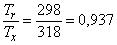 T_r/T_x = 298/318 = 0,937